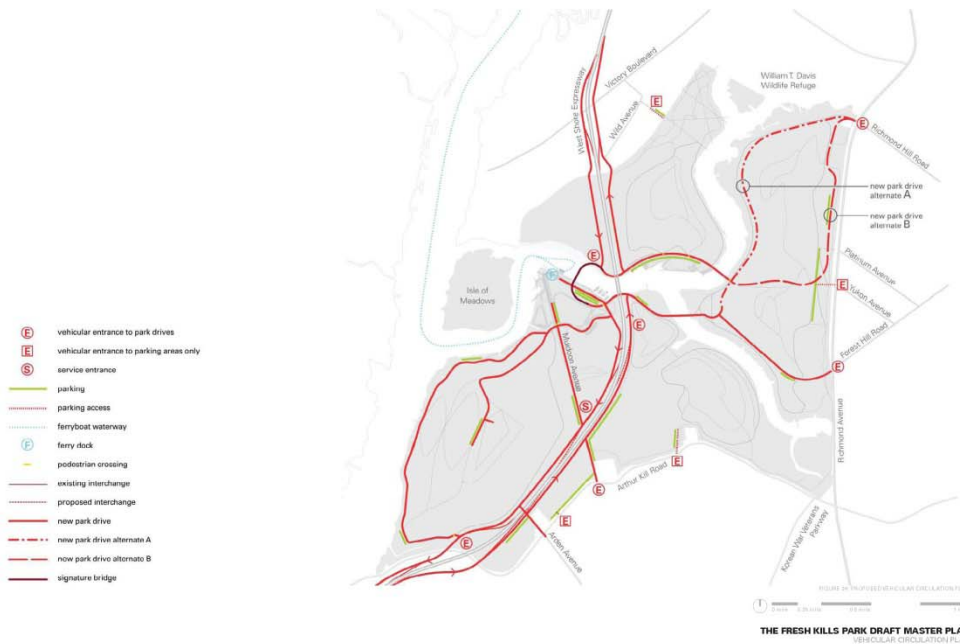 William T. Davis
Wildlife Refuge
Victory Boulevard
West Shore Expressway
Wild Avenue
E
E
Richmond Hill Road
new park drive
alternate A
new park drive
alternate B
Platinum Avenue
E
F
Isle of
Meadows
E
Yukon Avenue
E
Forest Hill Road
E
Muldoon Avenue
S
Richmond Avenue
Arthur Kill Road
E
E
E
E
Arden Avenue
Korean War Veterans
Parkway
E vehicular entrance to park drives
E vehicular entrance to parking areas only
S service entrance
parking
parking access
ferryboat waterway
F ferry dock
pedestrian crossing
existing interchange
proposed interchange
new park drive
new park drive alternate A
new park drive alternate B
signature bridge
THE FRESH KILLS PARK DRAFT MASTER PLA
VEHICULAR CIRCULATION PLA